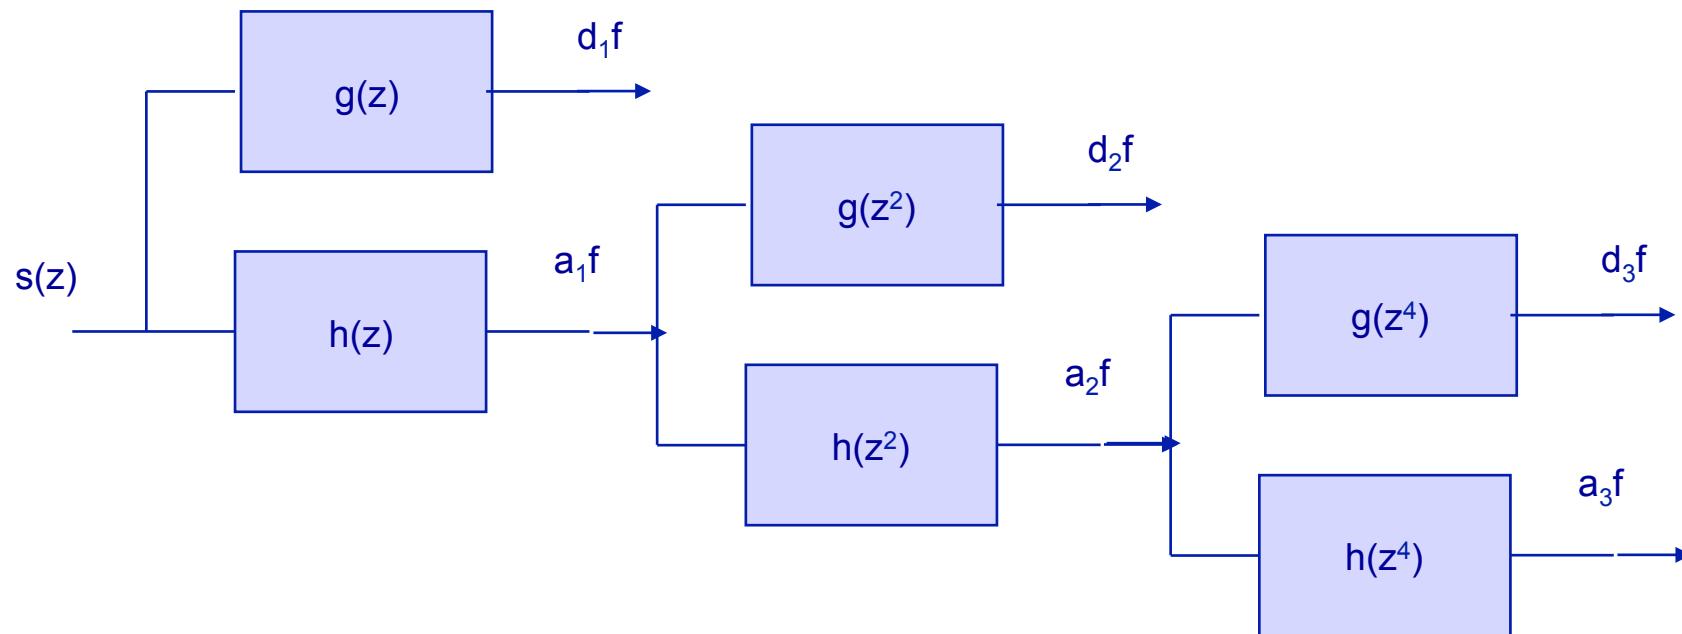 d₁f
g(z)
d₂f
g(z²)
s(z)
a₁f
h(z)
d₃f
g(z⁴)
a₂f
h(z²)
a₃f
h(z⁴)